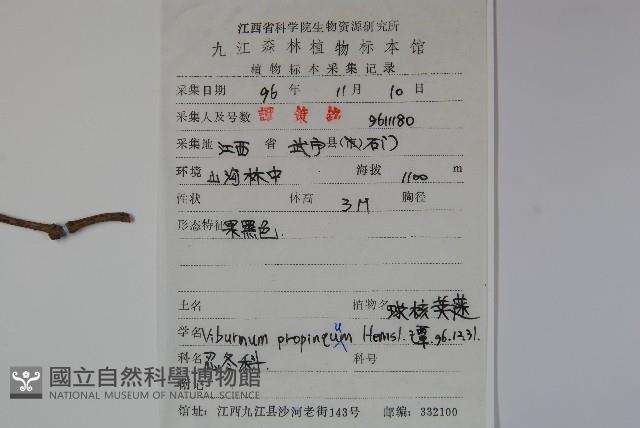 江西省科学院生物资源研究所
九江森林植物标本馆
植物标本采集记录
采集日期 96 年 11 月 10 日
采集人及号数 譚策銘 9611180
采集地 江西 省 武宁 县(市) 石门
环境 山沟林中 海拔 1100 m
性状 体高 3M 胸径
形态特征 果黑色.
土名 植物名 球核荚蒾
学名 Viburnum propinquum Hemsl. 谭 96.12.31.
科名 忍冬科. 科号
附记
國立自然科學博物館
NATIONAL MUSEUM OF NATURAL SCIENCE
馆址:江西九江县沙河老街143号 邮编:332100